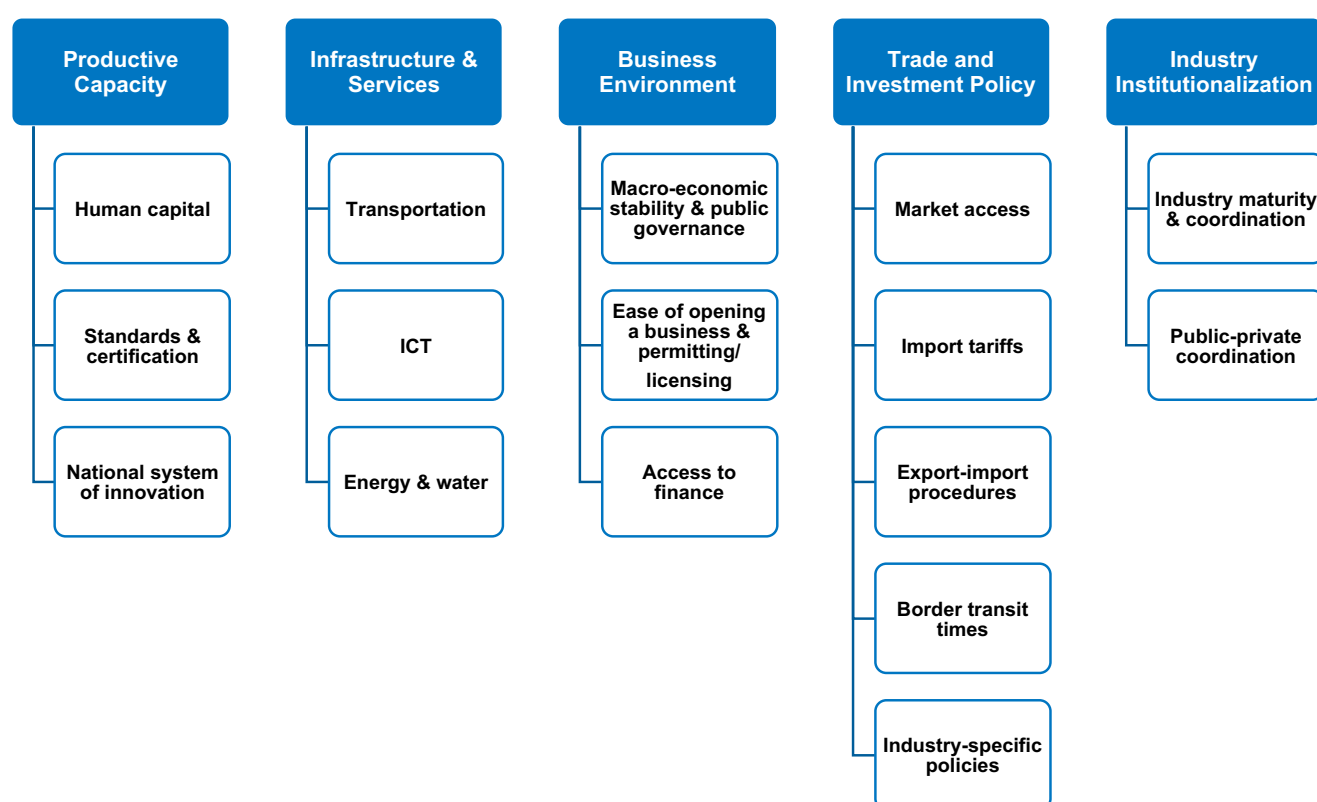 Productive
Capacity
Human capital
Standards &
certification
National system
of innovation
Infrastructure &
Services
Transportation
ICT
Energy & water
Business
Environment
Macro-economic
stability & public
governance
Ease of opening
a business &
permitting/
licensing
Access to
finance
Trade and
Investment Policy
Market access
Import tariffs
Export-import
procedures
Border transit
times
Industry-specific
policies
Industry
Institutionalization
Industry maturity
& coordination
Public-private
coordination